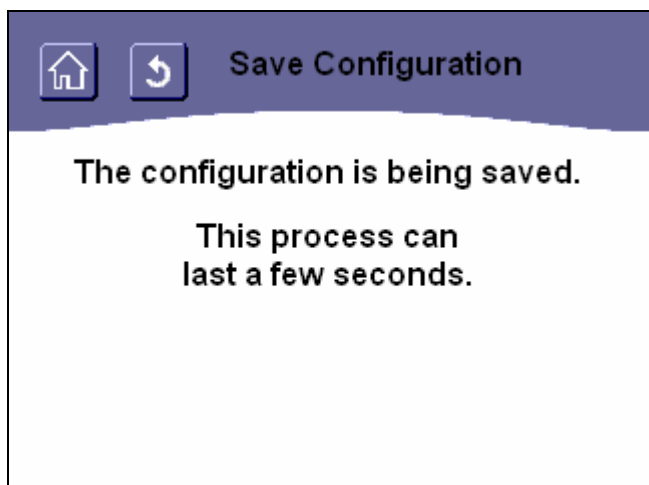 Save Configuration
The configuration is being saved.
This process can
last a few seconds.